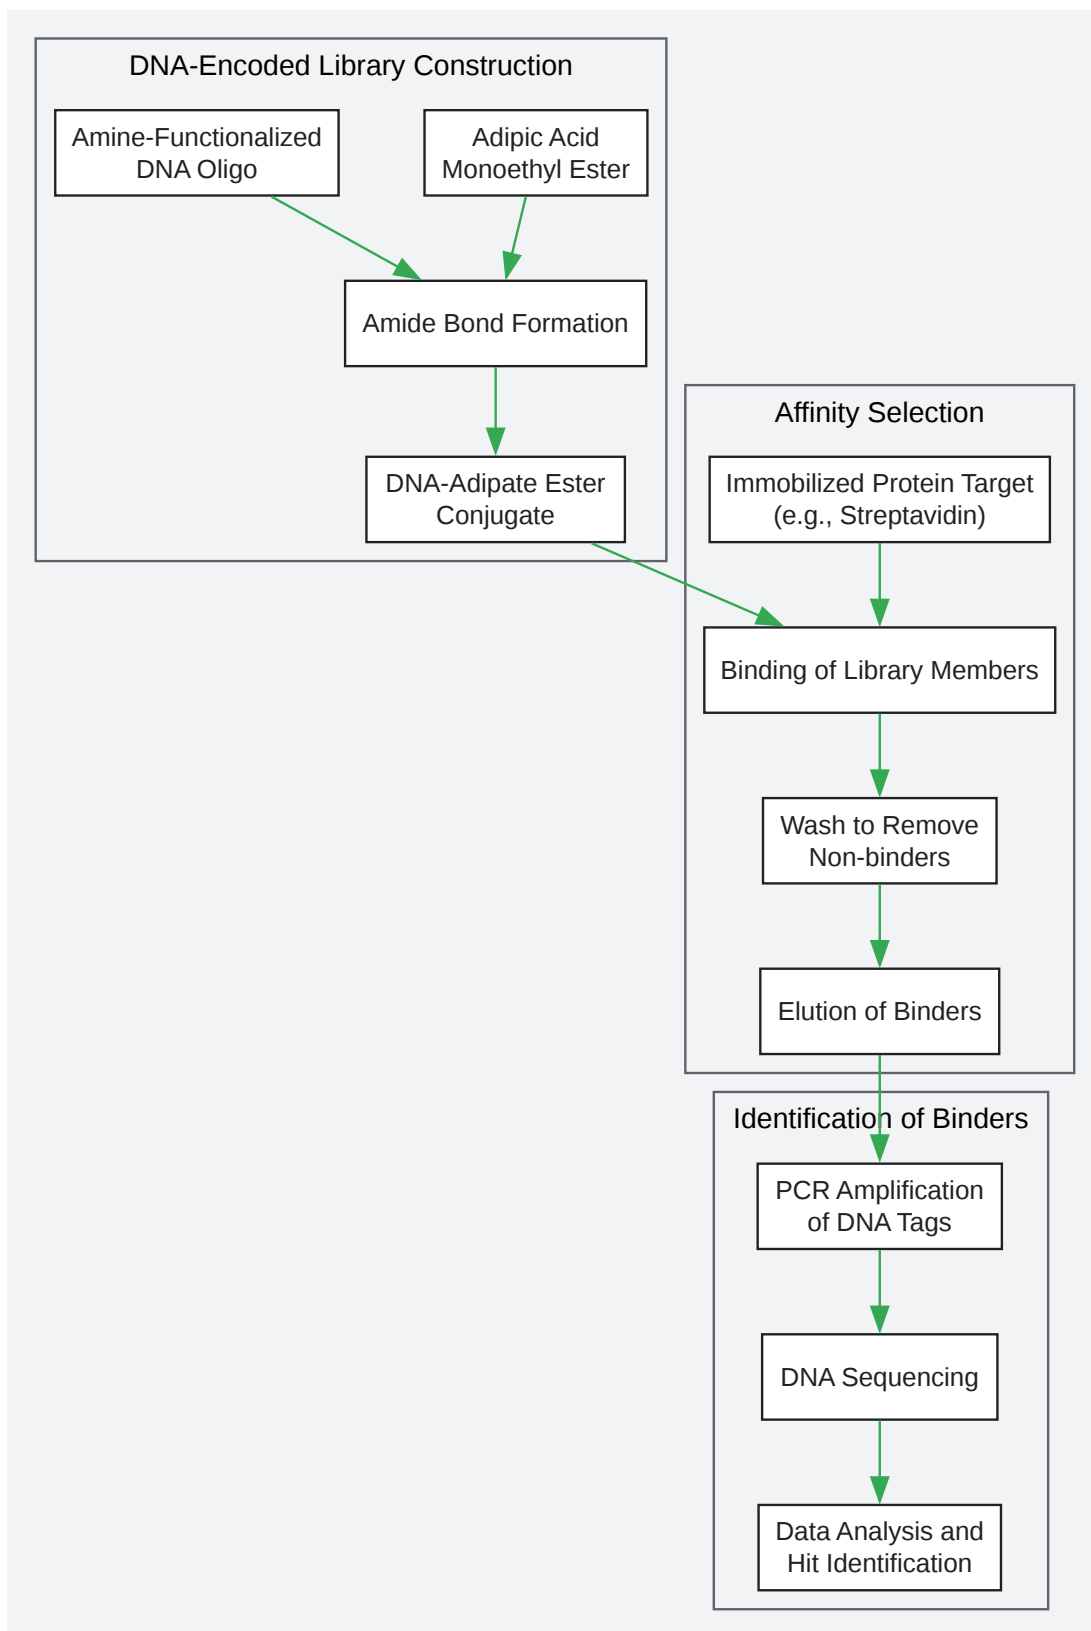 DNA-Encoded Library Construction
Amine-Functionalized
DNA Oligo
Adipic Acid
Monoethyl Ester
Amide Bond Formation
DNA-Adipate Ester
Conjugate
Affinity Selection
Immobilized Protein Target
(e.g., Streptavidin)
Binding of Library Members
Wash to Remove
Non-binders
Elution of Binders
Identification of Binders
PCR Amplification
of DNA Tags
DNA Sequencing
Data Analysis and
Hit Identification